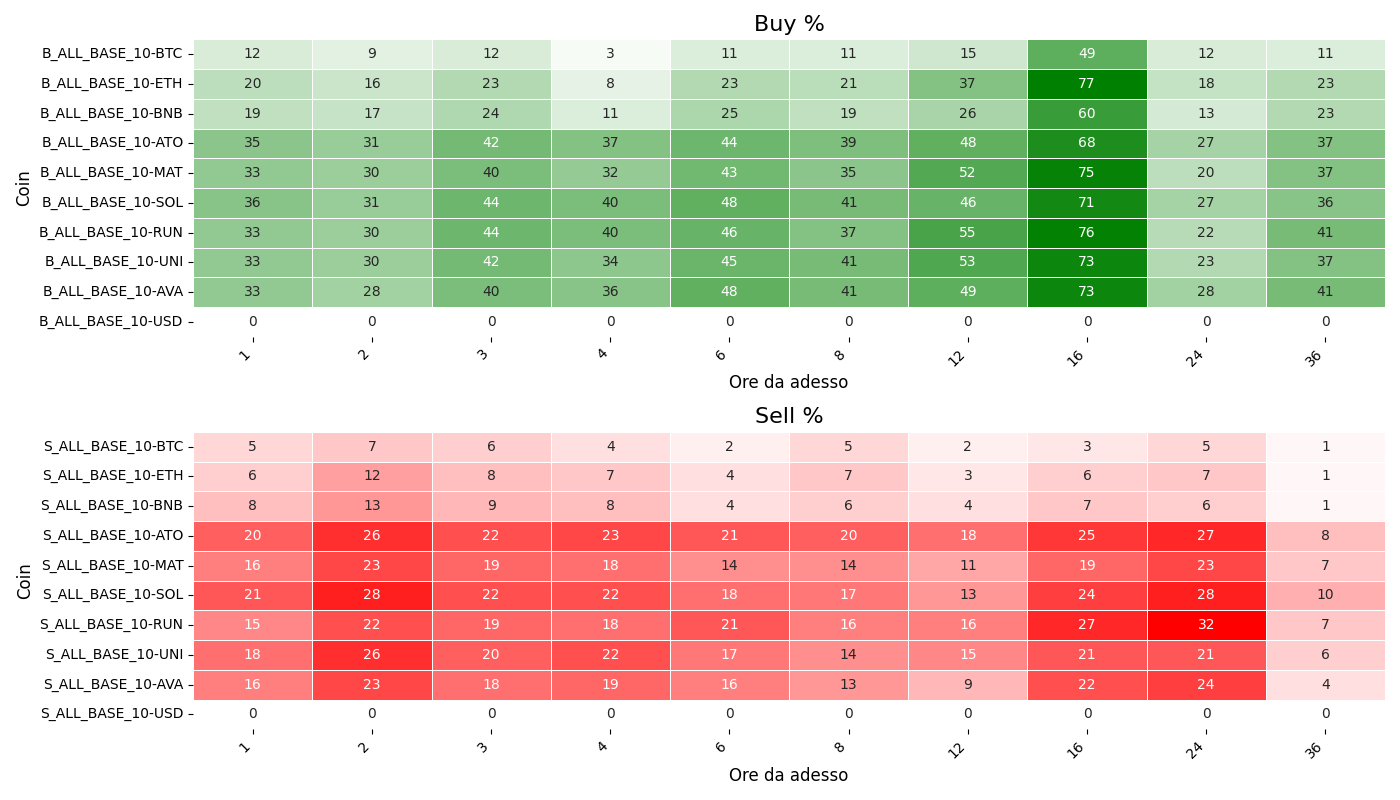 Buy %
Coin
B_ALL_BASE_10-BTC 12 9 12 3 11 11 15 49 12 11
B_ALL_BASE_10-ETH 20 16 23 8 23 21 37 77 18 23
B_ALL_BASE_10-BNB 19 17 24 11 25 19 26 60 13 23
B_ALL_BASE_10-ATO 35 31 42 37 44 39 48 68 27 37
B_ALL_BASE_10-MAT 33 30 40 32 43 35 52 75 20 37
B_ALL_BASE_10-SOL 36 31 44 40 48 41 46 71 27 36
B_ALL_BASE_10-RUN 33 30 44 40 46 37 55 76 22 41
B_ALL_BASE_10-UNI 33 30 42 34 45 41 53 73 23 37
B_ALL_BASE_10-AVA 33 28 40 36 48 41 49 73 28 41
B_ALL_BASE_10-USD 0 0 0 0 0 0 0 0 0 0
1 2 3 4 6 8 12 16 24 36
Ore da adesso
Sell %
Coin
S_ALL_BASE_10-BTC 5 7 6 4 2 5 2 3 5 1
S_ALL_BASE_10-ETH 6 12 8 7 4 7 3 6 7 1
S_ALL_BASE_10-BNB 8 13 9 8 4 6 4 7 6 1
S_ALL_BASE_10-ATO 20 26 22 23 21 20 18 25 27 8
S_ALL_BASE_10-MAT 16 23 19 18 14 14 11 19 23 7
S_ALL_BASE_10-SOL 21 28 22 22 18 17 13 24 28 10
S_ALL_BASE_10-RUN 15 22 19 18 21 16 16 27 32 7
S_ALL_BASE_10-UNI 18 26 20 22 17 14 15 21 21 6
S_ALL_BASE_10-AVA 16 23 18 19 16 13 9 22 24 4
S_ALL_BASE_10-USD 0 0 0 0 0 0 0 0 0 0
1 2 3 4 6 8 12 16 24 36
Ore da adesso